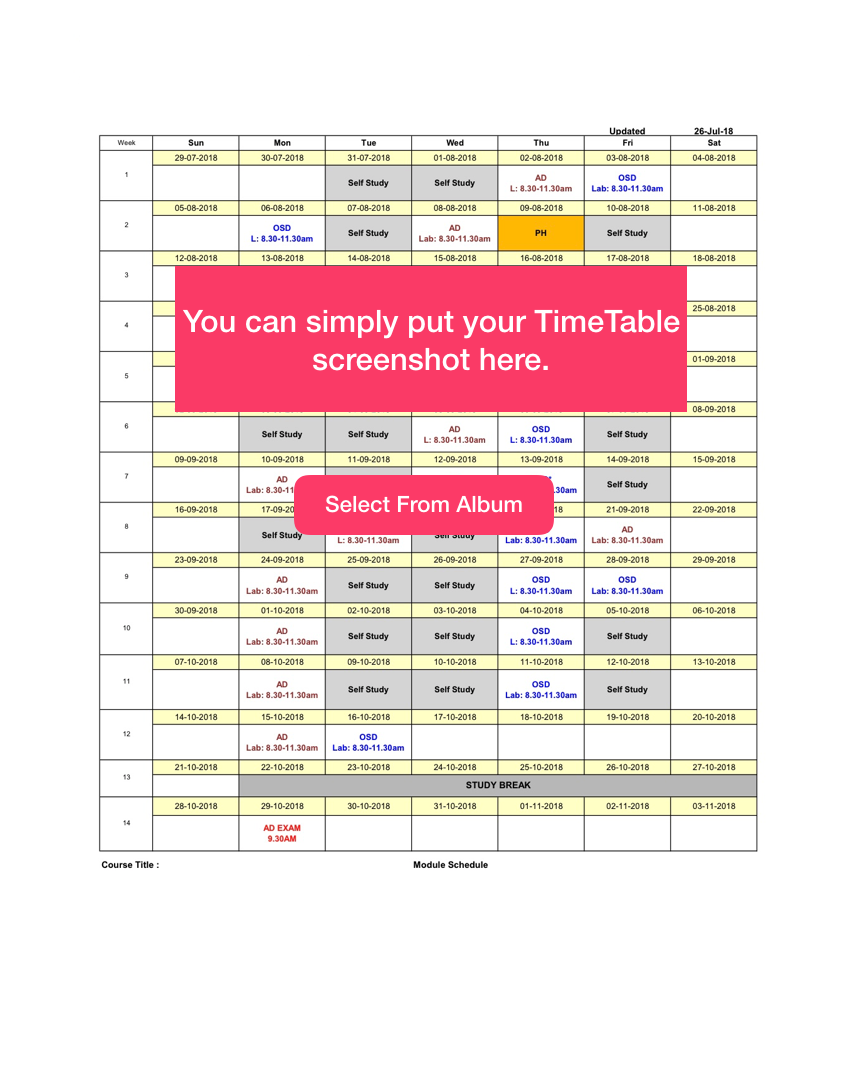 Updated 26-Jul-18
Week Sun Mon Tue Wed Thu Fri Sat
29-07-2018 30-07-2018 31-07-2018 01-08-2018 02-08-2018 03-08-2018 04-08-2018
1 Self Study Self Study AD OSD
L: 8.30-11.30am Lab: 8.30-11.30am
05-08-2018 06-08-2018 07-08-2018 08-08-2018 09-08-2018 10-08-2018 11-08-2018
2 OSD Self Study AD PH Self Study
L: 8.30-11.30am Lab: 8.30-11.30am
12-08-2018 13-08-2018 14-08-2018 15-08-2018 16-08-2018 17-08-2018 18-08-2018
3
25-08-2018
You can simply put your TimeTable
4
screenshot here.
01-09-2018
5
08-09-2018
6 Self Study Self Study AD OSD Self Study
L: 8.30-11.30am L: 8.30-11.30am
09-09-2018 10-09-2018 11-09-2018 12-09-2018 13-09-2018 14-09-2018 15-09-2018
7 AD Self Study
Lab: 8.30-11 .30am
Select From Album
16-09-2018 17-09-20 18 21-09-2018 22-09-2018
8 Self Study Self Study AD
L: 8.30-11.30am Lab: 8.30-11.30am Lab: 8.30-11.30am
23-09-2018 24-09-2018 25-09-2018 26-09-2018 27-09-2018 28-09-2018 29-09-2018
9 AD Self Study Self Study OSD OSD
Lab: 8.30-11.30am L: 8.30-11.30am Lab: 8.30-11.30am
30-09-2018 01-10-2018 02-10-2018 03-10-2018 04-10-2018 05-10-2018 06-10-2018
10 AD Self Study Self Study OSD Self Study
Lab: 8.30-11.30am L: 8.30-11.30am
07-10-2018 08-10-2018 09-10-2018 10-10-2018 11-10-2018 12-10-2018 13-10-2018
11 AD Self Study Self Study OSD Self Study
Lab: 8.30-11.30am Lab: 8.30-11.30am
14-10-2018 15-10-2018 16-10-2018 17-10-2018 18-10-2018 19-10-2018 20-10-2018
12 AD OSD
Lab: 8.30-11.30am Lab: 8.30-11.30am
21-10-2018 22-10-2018 23-10-2018 24-10-2018 25-10-2018 26-10-2018 27-10-2018
13 STUDY BREAK
28-10-2018 29-10-2018 30-10-2018 31-10-2018 01-11-2018 02-11-2018 03-11-2018
14 AD EXAM
9.30AM
Course Title : Module Schedule